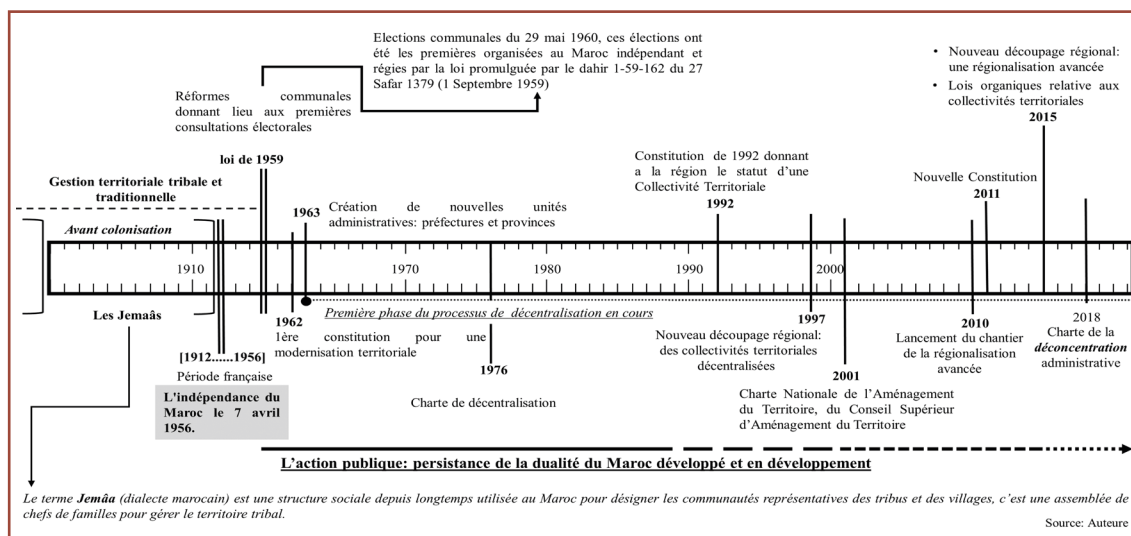 Elections communales du 29 mai 1960, ces élections ont
été les premières organisées au Maroc indépendant et
régies par la loi promulguée par le dahir 1-59-162 du 27
Safar 1379 (1 Septembre 1959)
• Nouveau découpage régional:
une régionalisation avancée
• Lois organiques relative aux
collectivités territoriales
2015
Réformes communales
donnant lieu aux premières
consultations électorales
loi de 1959
Gestion territoriale tribale et
traditionnelle
Avant colonisation
1963
Création de nouvelles unités
administratives: préfectures et provinces
Constitution de 1992 donnant
a la région le statut d’une
Collectivité Territoriale
1992
Nouvelle Constitution
2011
1910
1970
1980
1990
2000
Les Jemaâs
[1912......1956]
Période française
L'indépendance du
Maroc le 7 avril
1956.
Première phase du processus de décentralisation en cours
1962
1ère constitution pour une
modernisation territoriale
1976
Charte de décentralisation
1997
Nouveau découpage régional:
des collectivités territoriales
décentralisées
2001
Charte Nationale de l’Aménagement
du Territoire, du Conseil Supérieur
d’Aménagement du Territoire
2010
Lancement du chantier
de la régionalisation
avancée
2018
Charte de la
déconcentration
administrative
L’action publique: persistance de la dualité du Maroc développé et en développement
Le terme Jemâa (dialecte marocain) est une structure sociale depuis longtemps utilisée au Maroc pour désigner les communautés représentatives des tribus et des villages, c’est une assemblée de
chefs de familles pour gérer le territoire tribal.
Source: Auteure